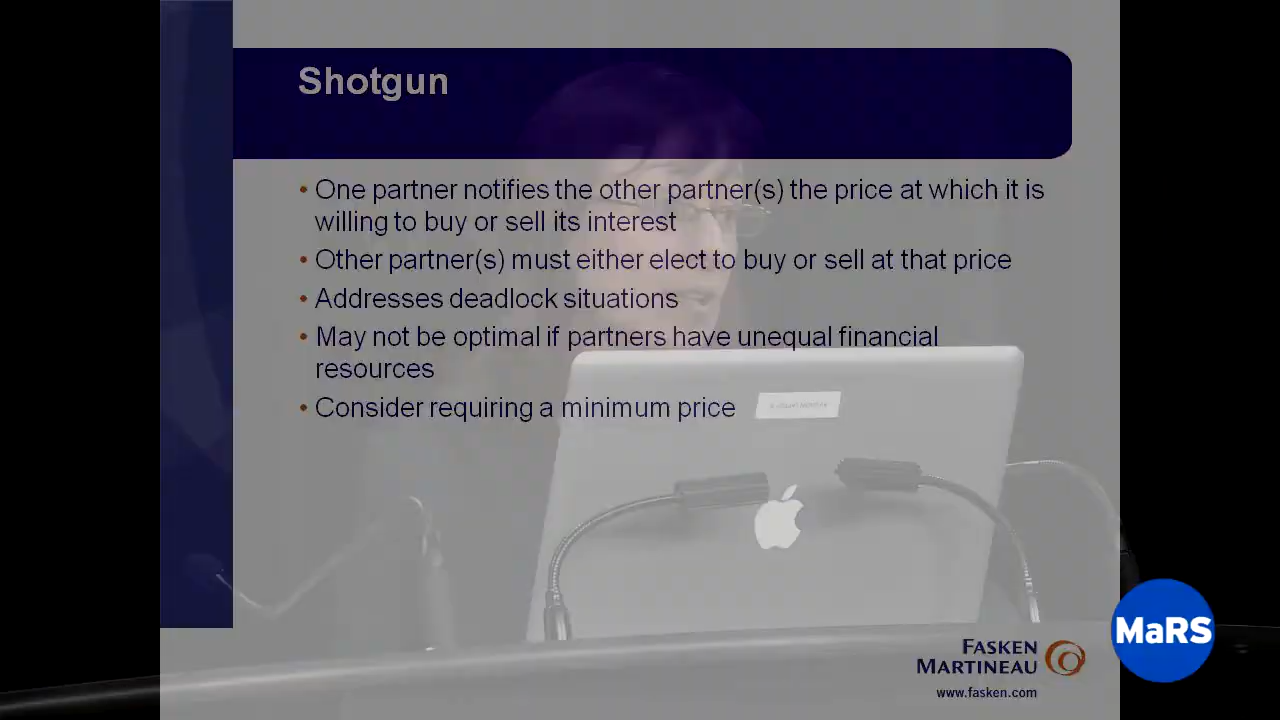 Shotgun
• One partner notifies the other partner(s) the price at which it is
willing to buy or sell its interest
• Other partner(s) must either elect to buy or sell at that price
• Addresses deadlock situations
• May not be optimal if partners have unequal financial
resources
• Consider requiring a minimum price
FASKEN
MARTINEAU
www.fasken.com
MaRS